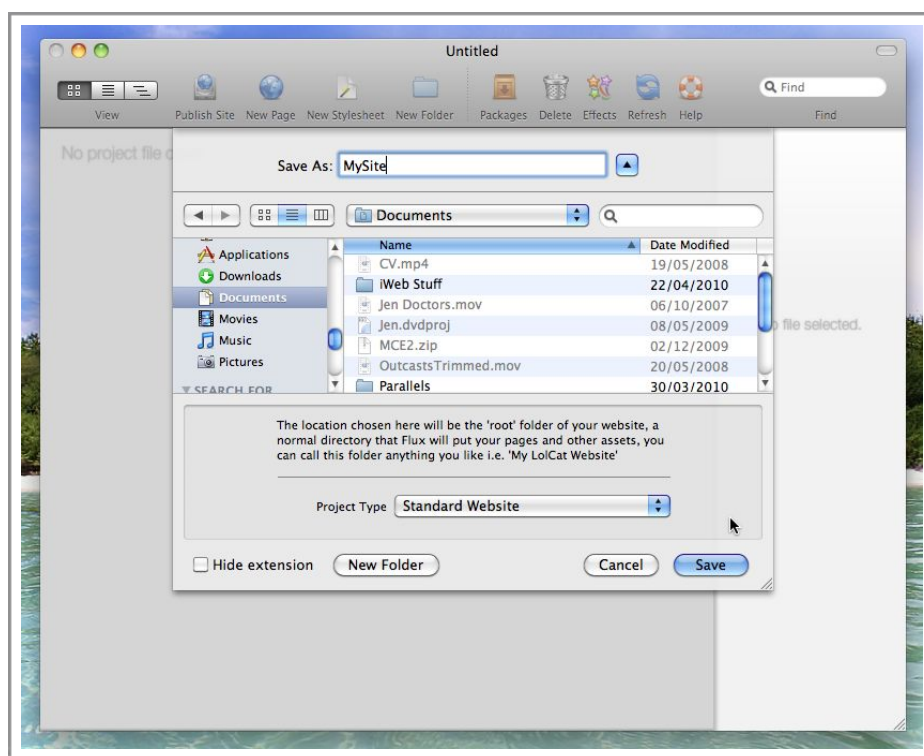 Untitled
View
Publish Site New Page New Stylesheet New Folder Packages Delete Effects Refresh Help
Find
Find
No project file
Save As: MySite
Documents
Name Date Modified
Applications
Downloads
Documents
Movies
Music
Pictures
SEARCH FOR
CV.mp4 19/05/2008
iWeb Stuff 22/04/2010
Jen Doctors.mov 06/10/2007
Jen.dvdproj 08/05/2009
MCE2.zip 02/12/2009
OutcastsTrimmed.mov 20/05/2008
Parallels 30/03/2010
file selected.
The location chosen here will be the 'root' folder of your website, a
normal directory that Flux will put your pages and other assets, you
can call this folder anything you like i.e. 'My LolCat Website'
Project Type Standard Website
Hide extension New Folder Cancel Save